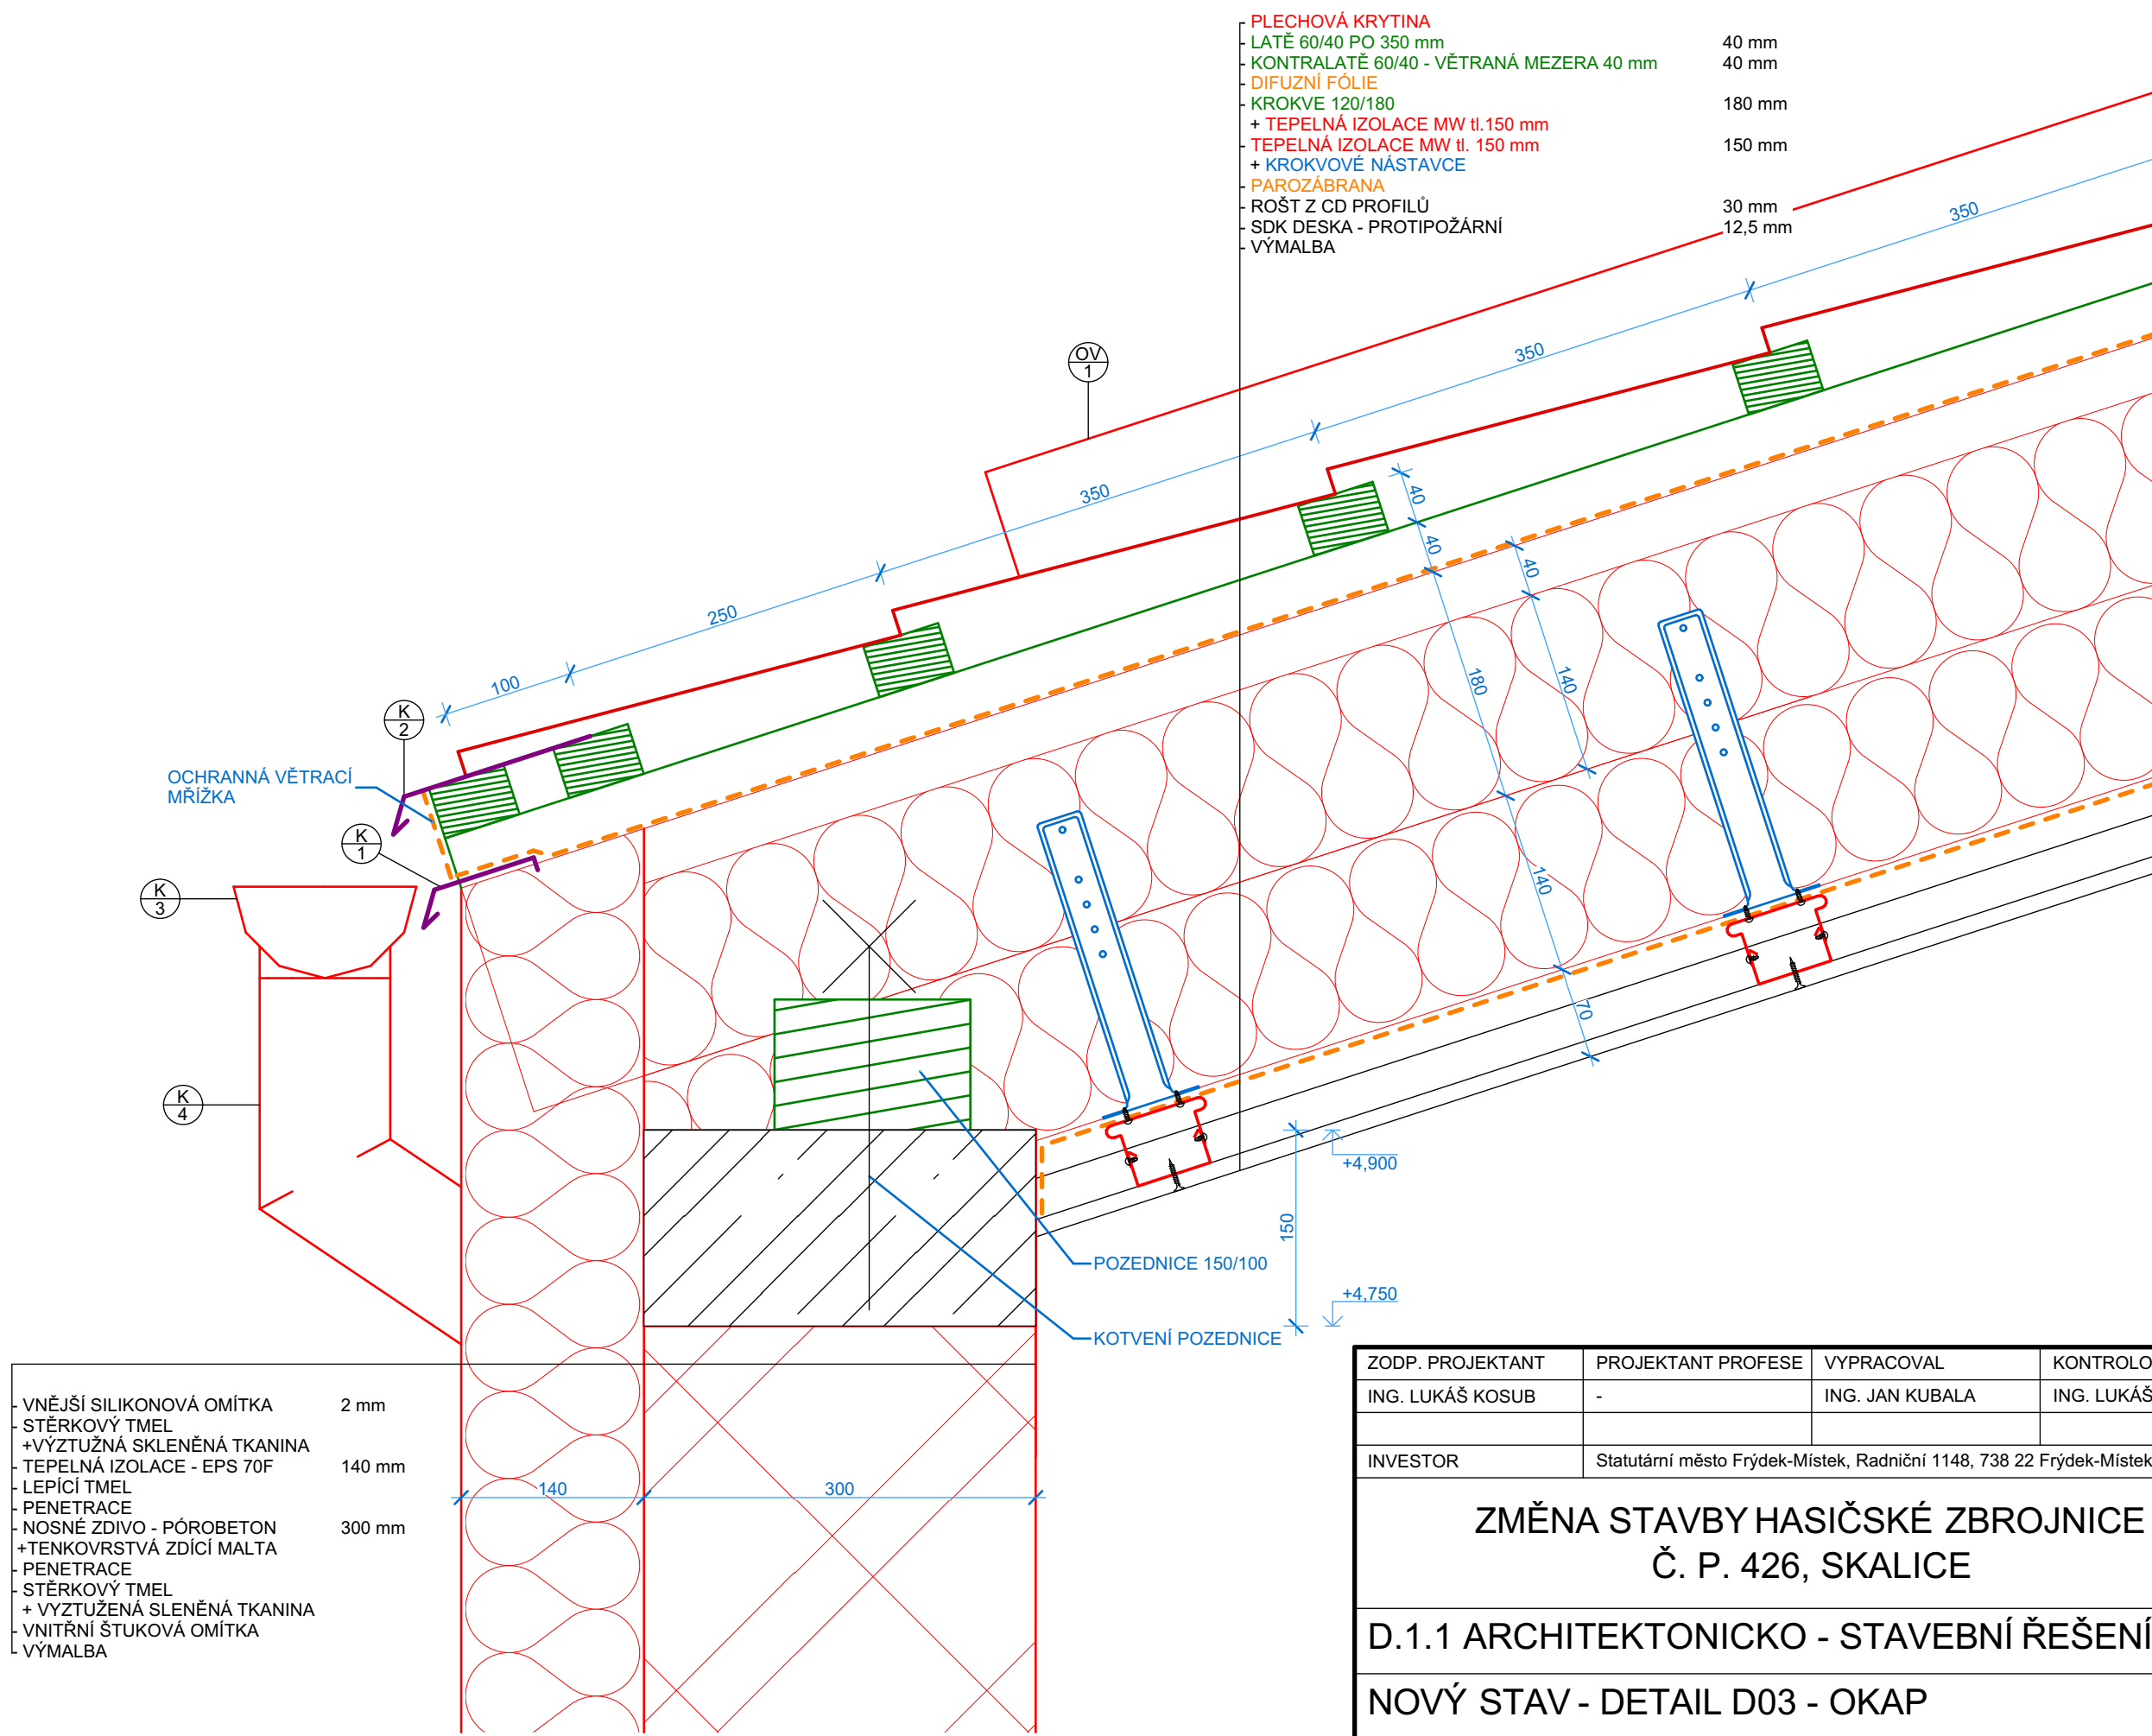 PLECHOVÁ KRYTINA
LATĚ 60/40 PO 350 mm 40 mm
KONTRALATĚ 60/40 - VĚTRANÁ MEZERA 40 mm 40 mm
DIFUZNÍ FÓLIE
KROKVE 120/180 180 mm
+ TEPELNÁ IZOLACE MW tl.150 mm
TEPELNÁ IZOLACE MW tl. 150 mm 150 mm
+ KROKVOVÉ NÁSTAVCE
PAROZÁBRANA
ROŠT Z CD PROFILŮ 30 mm
SDK DESKA - PROTIPOŽÁRNÍ 12,5 mm
VÝMALBA
350
350
350
250
100
OV
1
40
40
40
180
140
140
70
K
2
OCHRANNÁ VĚTRACÍ
MŘÍŽKA
K
1
K
3
K
4
+4,900
150
+4,750
POZEDNICE 150/100
KOTVENÍ POZEDNICE
- VNĚJŠÍ SILIKONOVÁ OMÍTKA 2 mm
- STĚRKOVÝ TMEL
+VÝZTUŽNÁ SKLENĚNÁ TKANINA
- TEPELNÁ IZOLACE - EPS 70F 140 mm
- LEPÍCÍ TMEL
- PENETRACE
- NOSNÉ ZDIVO - PÓROBETON 300 mm
+TENKOVRSTVÁ ZDÍCÍ MALTA
- PENETRACE
- STĚRKOVÝ TMEL
+ VYZTUŽENÁ SLENĚNÁ TKANINA
- VNITŘNÍ ŠTUKOVÁ OMÍTKA
- VÝMALBA
140
300
ZODP. PROJEKTANT PROJEKTANT PROFESE VYPRACOVAL KONTROLO
ING. LUKÁŠ KOSUB - ING. JAN KUBALA ING. LUKÁŠ
INVESTOR Statutární město Frýdek-Místek, Radniční 1148, 738 22 Frýdek-Místek
ZMĚNA STAVBY HASIČSKÉ ZBROJNICE
Č. P. 426, SKALICE
D.1.1 ARCHITEKTONICKO - STAVEBNÍ ŘEŠENÍ
NOVÝ STAV - DETAIL D03 - OKAP